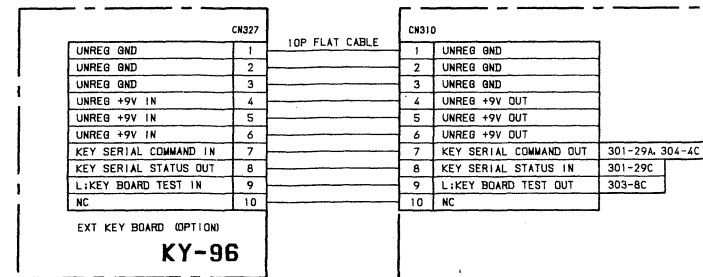 CN327 10P FLAT CABLE CN310
UNREG GND 1 1 UNREG GND
UNREG GND 2 2 UNREG GND
UNREG GND 3 3 UNREG GND
UNREG +9V IN 4 4 UNREG +9V OUT
UNREG +9V IN 5 5 UNREG +9V OUT
UNREG +9V IN 6 6 UNREG +9V OUT
KEY SERIAL COMMAND IN 7 7 KEY SERIAL COMMAND OUT 301-29A, 304-4C
KEY SERIAL STATUS OUT 8 8 KEY SERIAL STATUS IN 301-29C
L:KEY BOARD TEST IN 9 9 L:KEY BOARD TEST OUT 303-8C
NC 10 10 NC
EXT KEY BOARD (OPTION)
KY-96